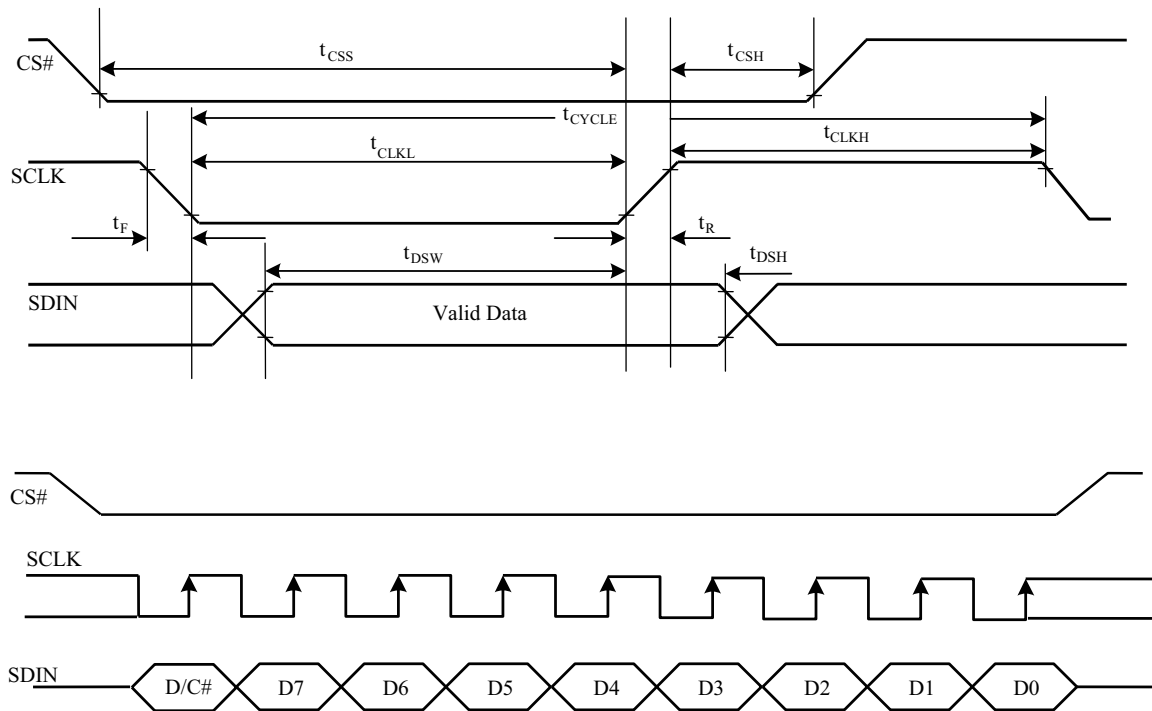 CS#
tCSS
tCSH
tCYCLE
tCLKL
tCLKH
SCLK
tF
tR
tDSW
tDSH
SDIN
Valid Data
CS#
SCLK
SDIN
D/C# D7 D6 D5 D4 D3 D2 D1 D0